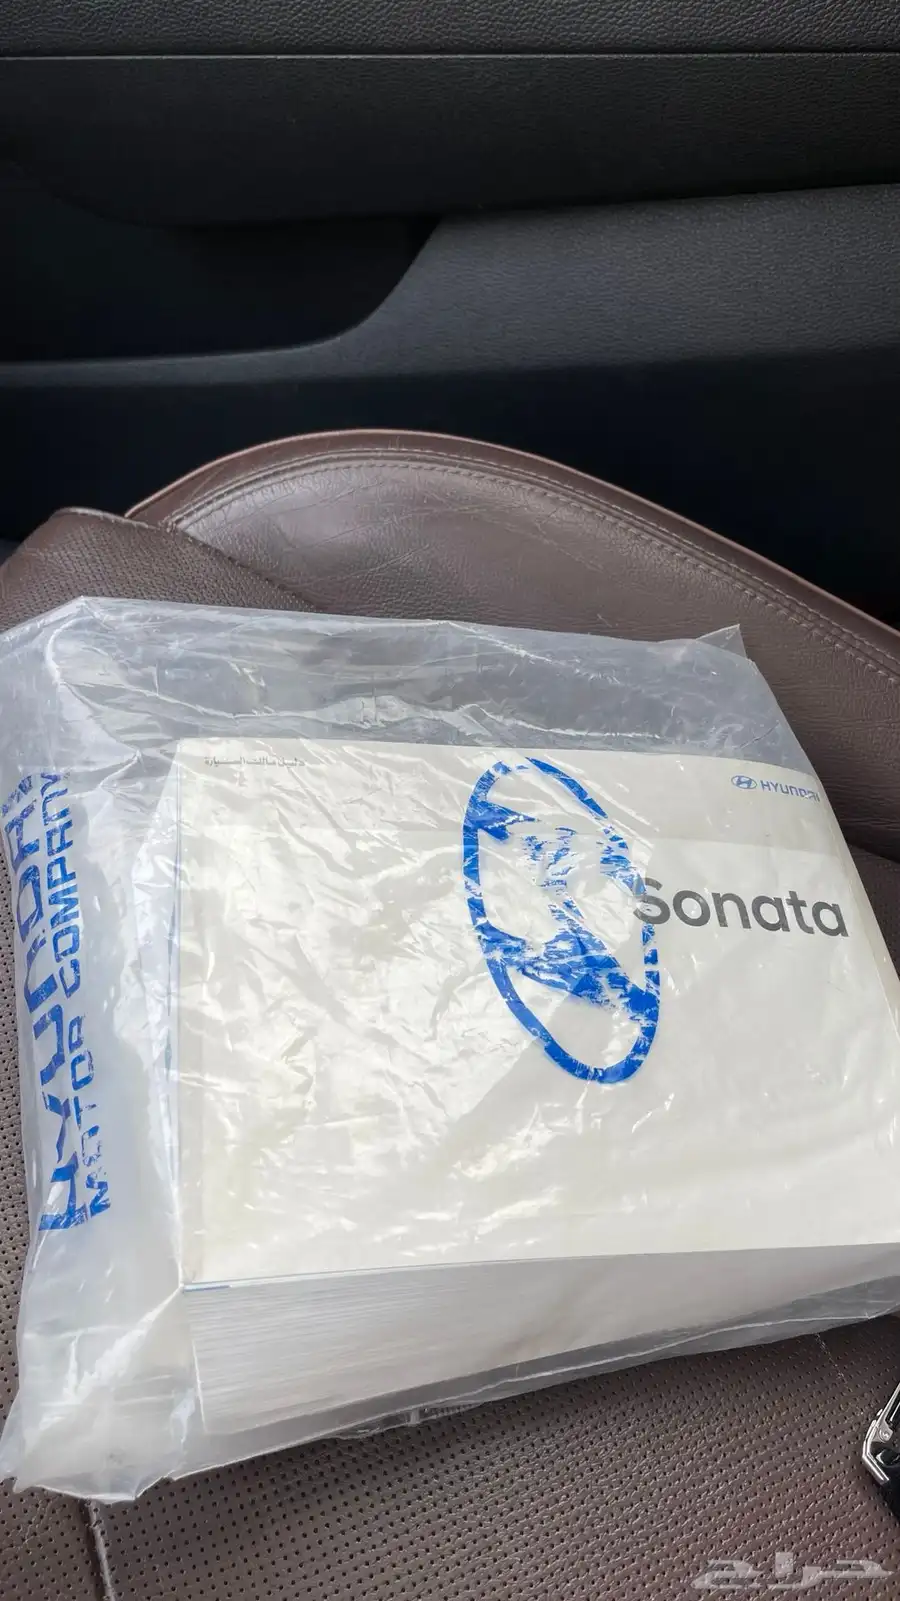 دليل مالك السيارة
HYUNDAI
Sonata
HYUNDAI
MOTOR COMPANY
حراج